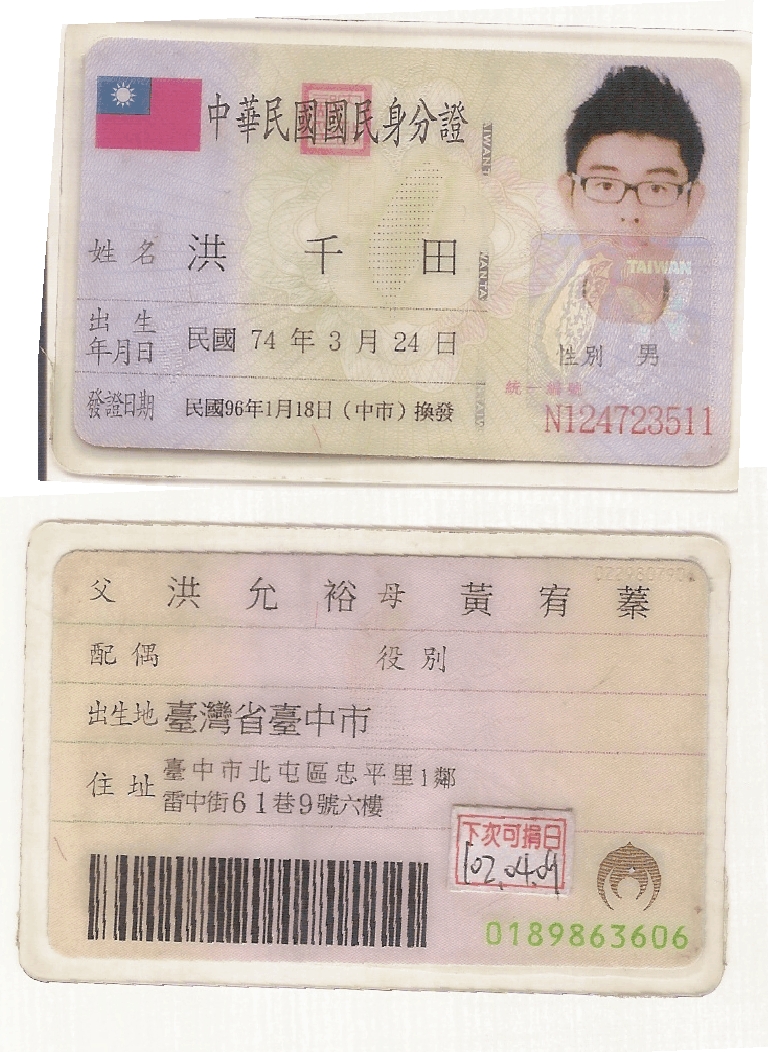 中華民國國民身分證
姓名 洪千田
出生年月日 民國 74 年 3 月 24 日
性別 男
發證日期 民國96年1月18日(中市)換發
統一編號
N124723511
TAIWAN
父 洪允裕 母 黃宥蓁
配偶 役別
出生地 臺灣省臺中市
住址 臺中市北屯區忠平里1鄰
雷中街61巷9號六樓
下次可捐日
0189863606